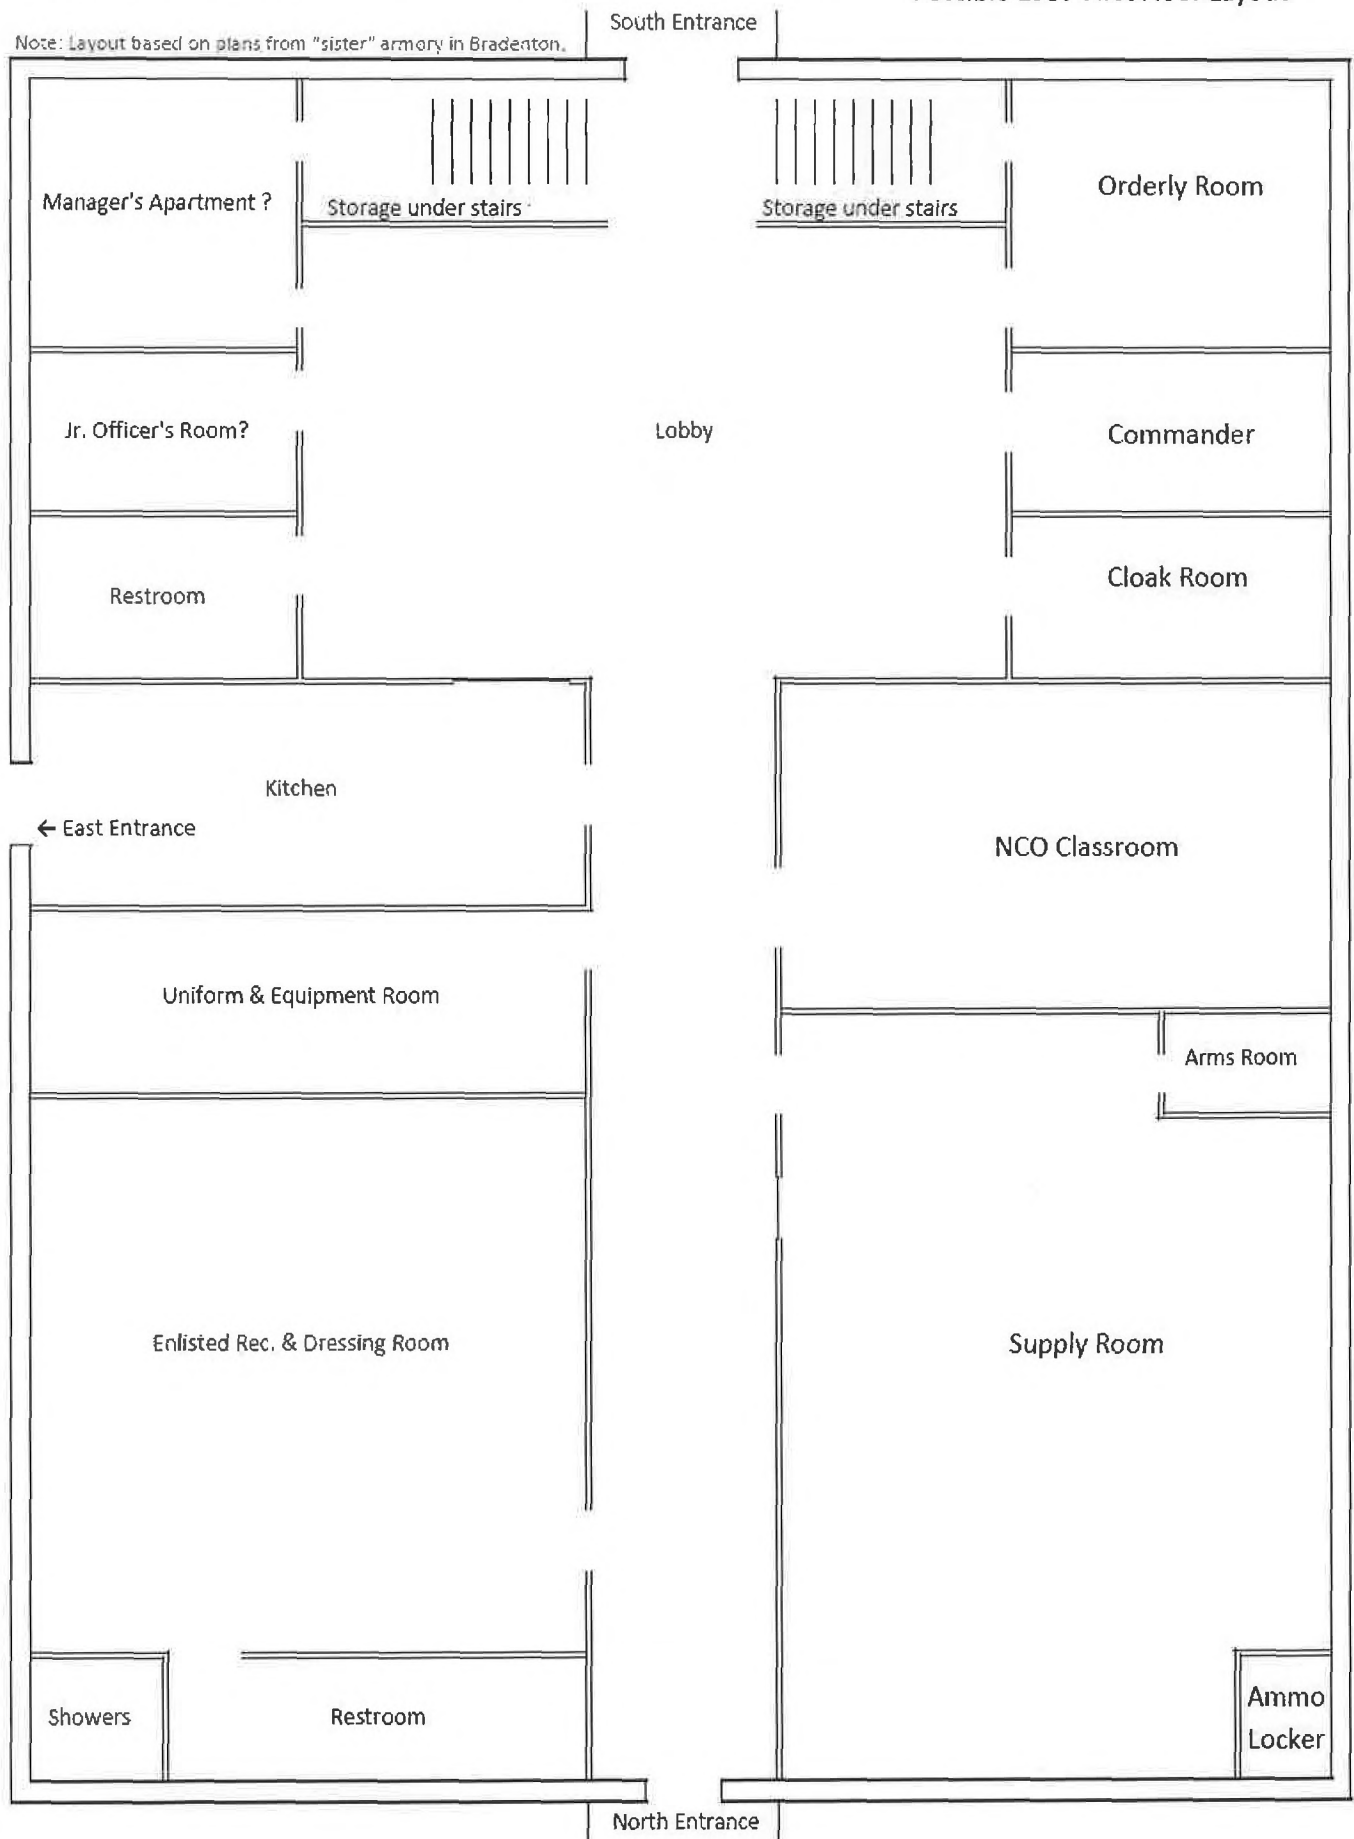 South Entrance
Note: Layout based on plans from "sister" armory in Bradenton.
Manager's Apartment ?
Storage under stairs
Storage under stairs
Orderly Room
Jr. Officer's Room?
Lobby
Commander
Restroom
Cloak Room
Kitchen
← East Entrance
NCO Classroom
Uniform & Equipment Room
Arms Room
Enlisted Rec. & Dressing Room
Supply Room
Showers
Restroom
Ammo
Locker
North Entrance